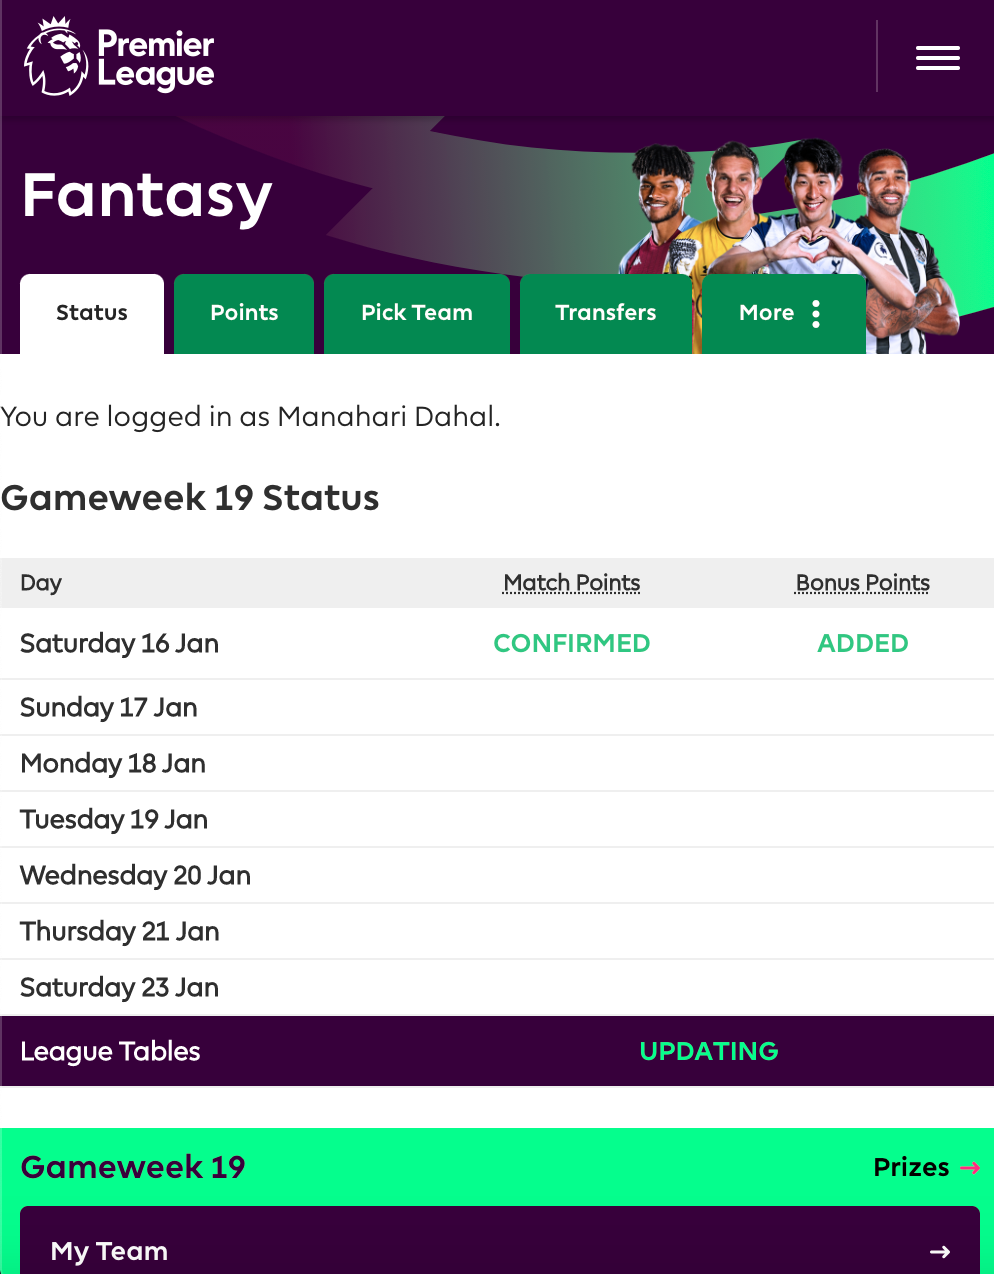 Premier
League
Fantasy
Status
Points
Pick Team
Transfers
More
You are logged in as Manahari Dahal.
Gameweek 19 Status
Day Match Points Bonus Points
Saturday 16 Jan CONFIRMED ADDED
Sunday 17 Jan
Monday 18 Jan
Tuesday 19 Jan
Wednesday 20 Jan
Thursday 21 Jan
Saturday 23 Jan
League Tables UPDATING
Gameweek 19 Prizes →
My Team →